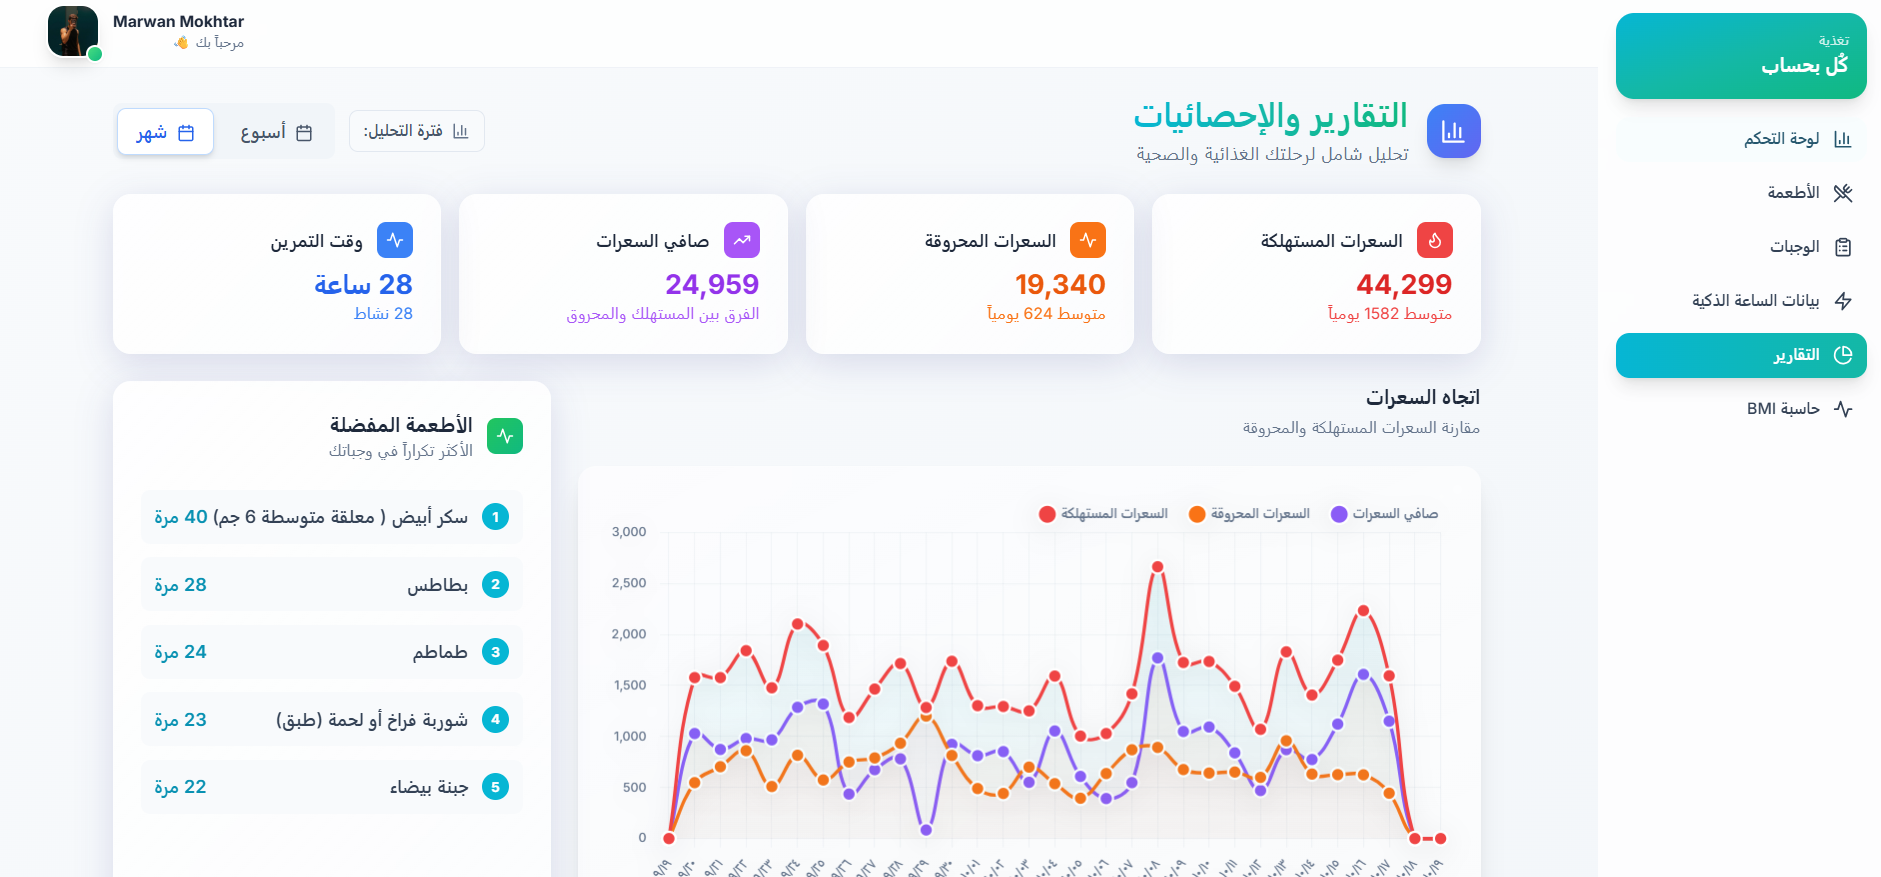 تغذية
كُل بحساب
لوحة التحكم
الأطعمة
الوجبات
بيانات الساعة الذكية
التقارير
حاسبة BMI
Marwan Mokhtar
مرحباً بك 👋
التقارير والإحصائيات
تحليل شامل لرحلتك الغذائية والصحية
فترة التحليل:
أسبوع
شهر
السعرات المستهلكة
44,299
متوسط 1582 يومياً
السعرات المحروقة
19,340
متوسط 624 يومياً
صافي السعرات
24,959
الفرق بين المستهلك والمحروق
وقت التمرين
28 ساعة
28 نشاط
اتجاه السعرات
مقارنة السعرات المستهلكة والمحروقة
صافي السعرات
السعرات المحروقة
السعرات المستهلكة
3,000
2,500
2,000
1,500
1,000
500
0
الأطعمة المفضلة
الأكثر تكراراً في وجباتك
1 سكر أبيض ( معلقة متوسطة 6 جم) 40 مرة
2 بطاطس 28 مرة
3 طماطم 24 مرة
4 شوربة فراخ أو لحمة (طبق) 23 مرة
5 جبنة بيضاء 22 مرة